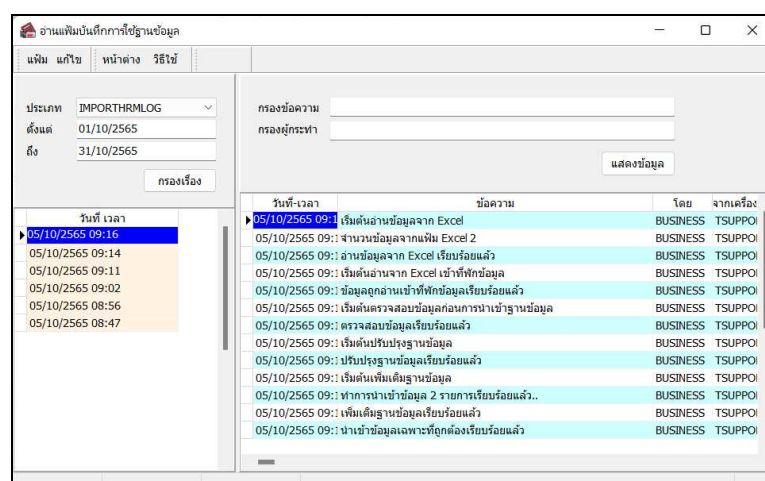 อ่านแฟ้มบันทึกการใช้ฐานข้อมูล
แฟ้ม แก้ไข หน้าต่าง วิธีใช้
ประเภท IMPORTHRMLOG
ตั้งแต่ 01/10/2565
ถึง 31/10/2565
กรองเรื่อง
วันที่ เวลา
05/10/2565 09:16
05/10/2565 09:14
05/10/2565 09:11
05/10/2565 09:02
05/10/2565 08:56
05/10/2565 08:47
กรองข้อความ
กรองผู้กระทำ
แสดงข้อมูล
วันที่-เวลา ข้อความ โดย จากเครื่อง
05/10/2565 09:1 เริ่มต้นอ่านข้อมูลจาก Excel BUSINESS TSUPPO
05/10/2565 09:1 จำนวนข้อมูลจากแฟ้ม Excel 2 BUSINESS TSUPPO
05/10/2565 09:1 อ่านข้อมูลจาก Excel เรียบร้อยแล้ว BUSINESS TSUPPO
05/10/2565 09:1 เริ่มต้นอ่านจาก Excel เข้าที่พักข้อมูล BUSINESS TSUPPO
05/10/2565 09:1 ข้อมูลถูกอ่านเข้าที่พักข้อมูลเรียบร้อยแล้ว BUSINESS TSUPPO
05/10/2565 09:1 เริ่มต้นตรวจสอบข้อมูลก่อนการนำเข้าฐานข้อมูล BUSINESS TSUPPO
05/10/2565 09:1 ตรวจสอบข้อมูลเรียบร้อยแล้ว BUSINESS TSUPPO
05/10/2565 09:1 เริ่มต้นปรับปรุงฐานข้อมูล BUSINESS TSUPPO
05/10/2565 09:1 ปรับปรุงฐานข้อมูลเรียบร้อยแล้ว BUSINESS TSUPPO
05/10/2565 09:1 เริ่มต้นเพิ่มเติมฐานข้อมูล BUSINESS TSUPPO
05/10/2565 09:1 ทำการนำเข้าข้อมูล 2 รายการเรียบร้อยแล้ว.. BUSINESS TSUPPO
05/10/2565 09:1 เพิ่มเติมฐานข้อมูลเรียบร้อยแล้ว BUSINESS TSUPPO
05/10/2565 09:1 นำเข้าข้อมูลเฉพาะที่ถูกต้องเรียบร้อยแล้ว BUSINESS TSUPPO